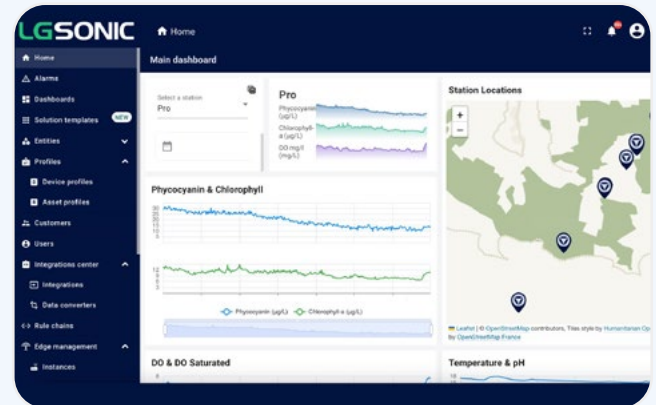 LGSONIC
Home
Home
Main dashboard
Alarms
Dashboards
Solution templates NEW
Entities
Profiles
Device profiles
Asset profiles
Customers
Users
Integrations center
Integrations
Data converters
Rule chains
Edge management
Instances
Select a station
Pro
Pro
Phycocyanin
(µg/L)
Chlorophyll-
a (µg/L)
DO mg/l
(mg/L)
Station Locations
+
−
Phycocyanin & Chlorophyll
Phycocyanin (µg/L) Chlorophyll a (µg/L)
Leaflet | © OpenStreetMap contributors, Tiles style by Humanitarian Op
by OpenStreetMap France
DO & DO Saturated
Temperature & pH